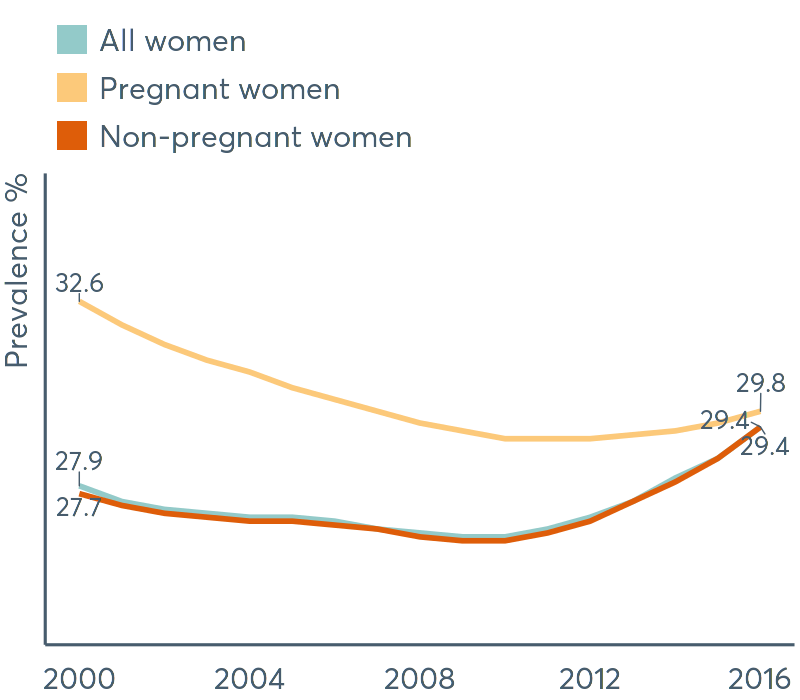 All women
Pregnant women
Non-pregnant women
Prevalence %
32.6
29.8
29.4
29.4
27.9
27.7
2000 2004 2008 2012 2016